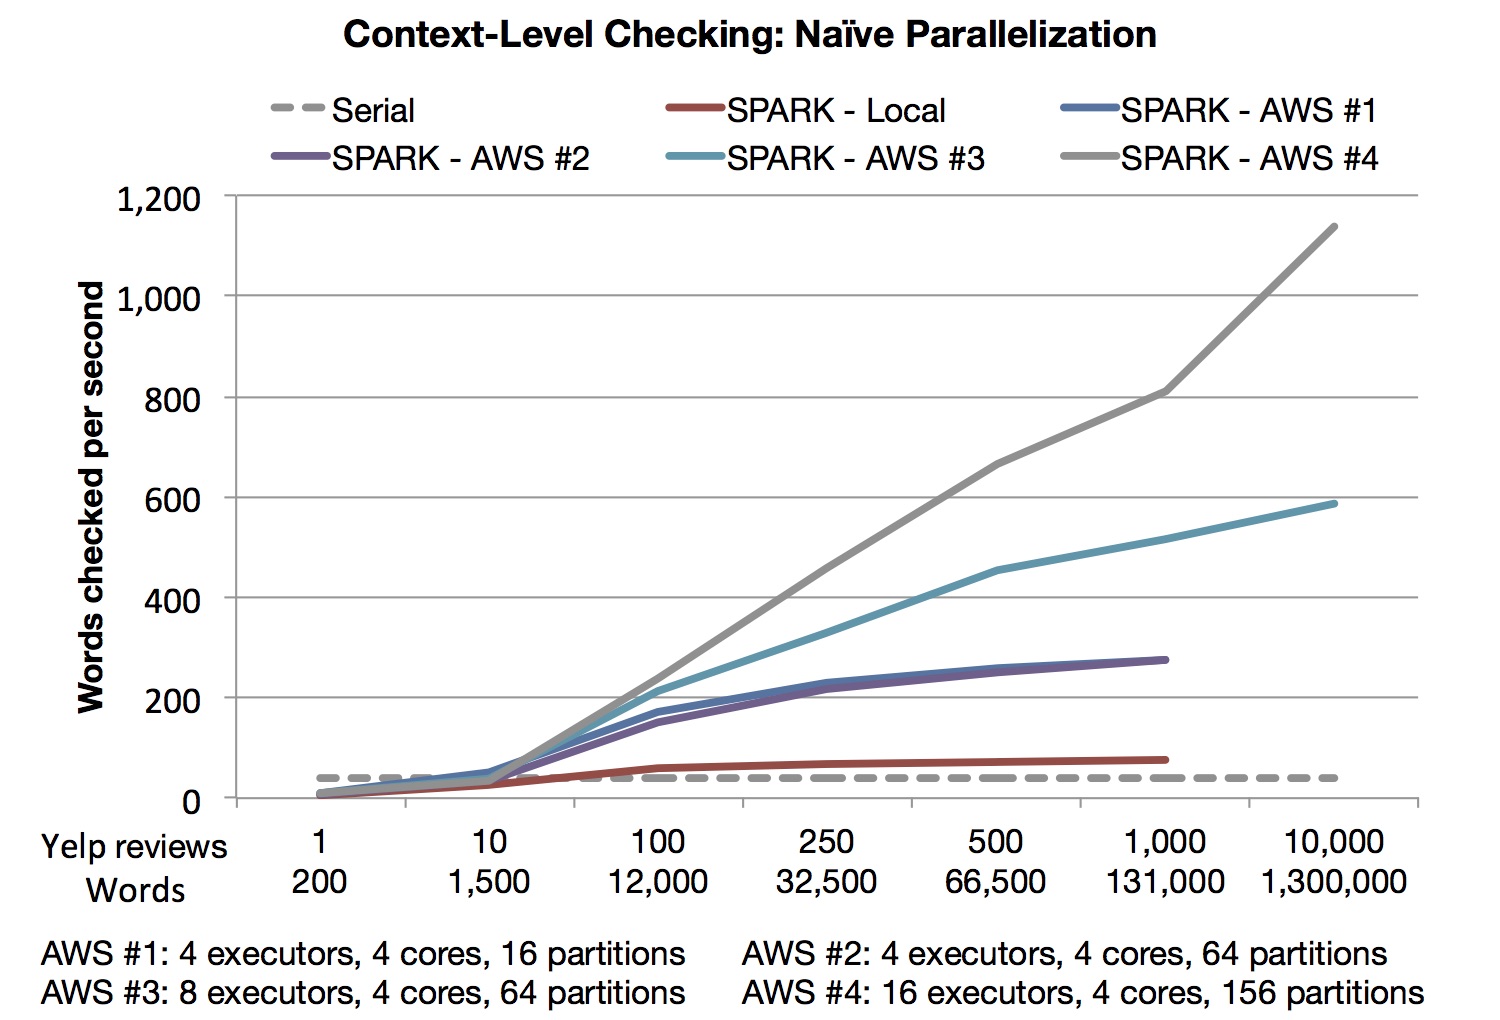 Context-Level Checking: Naïve Parallelization
Serial
SPARK - Local
SPARK - AWS #1
SPARK - AWS #2
SPARK - AWS #3
SPARK - AWS #4
Words checked per second
1,200
1,000
800
600
400
200
0
Yelp reviews 1 10 100 250 500 1,000 10,000
Words 200 1,500 12,000 32,500 66,500 131,000 1,300,000
AWS #1: 4 executors, 4 cores, 16 partitions
AWS #2: 4 executors, 4 cores, 64 partitions
AWS #3: 8 executors, 4 cores, 64 partitions
AWS #4: 16 executors, 4 cores, 156 partitions